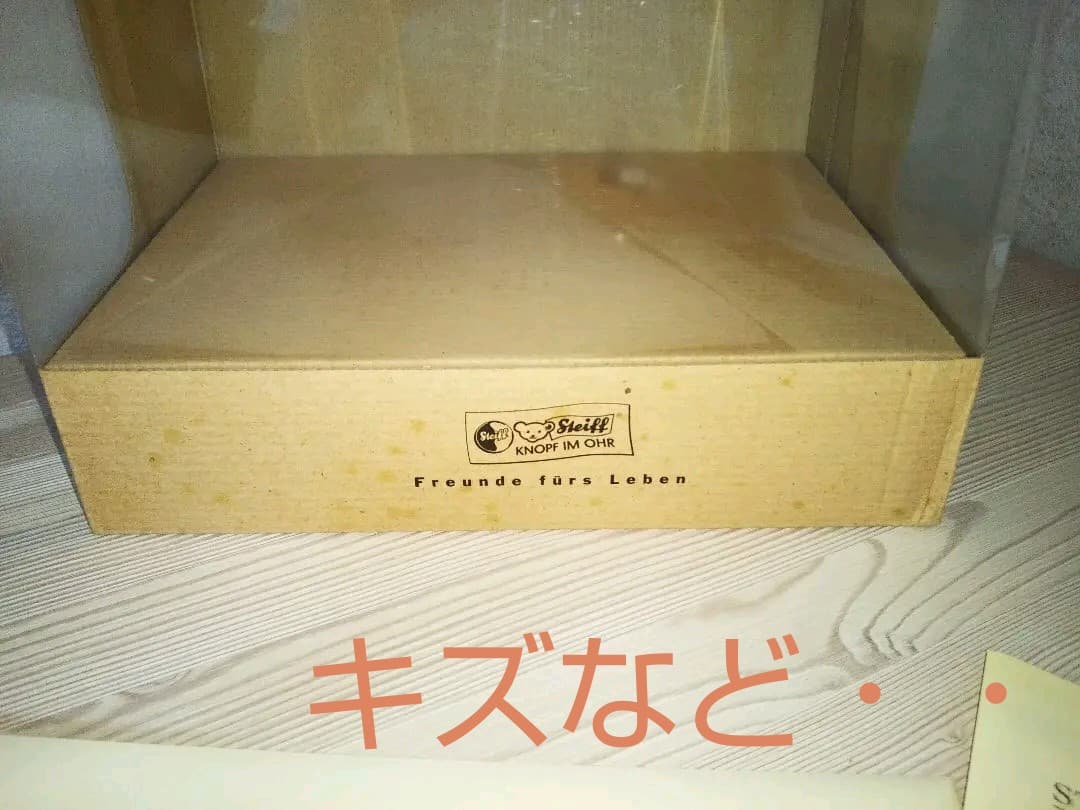 Steiff
Steiff
KNOPF IM OHR
Freunde fürs Leben
キズなど・・